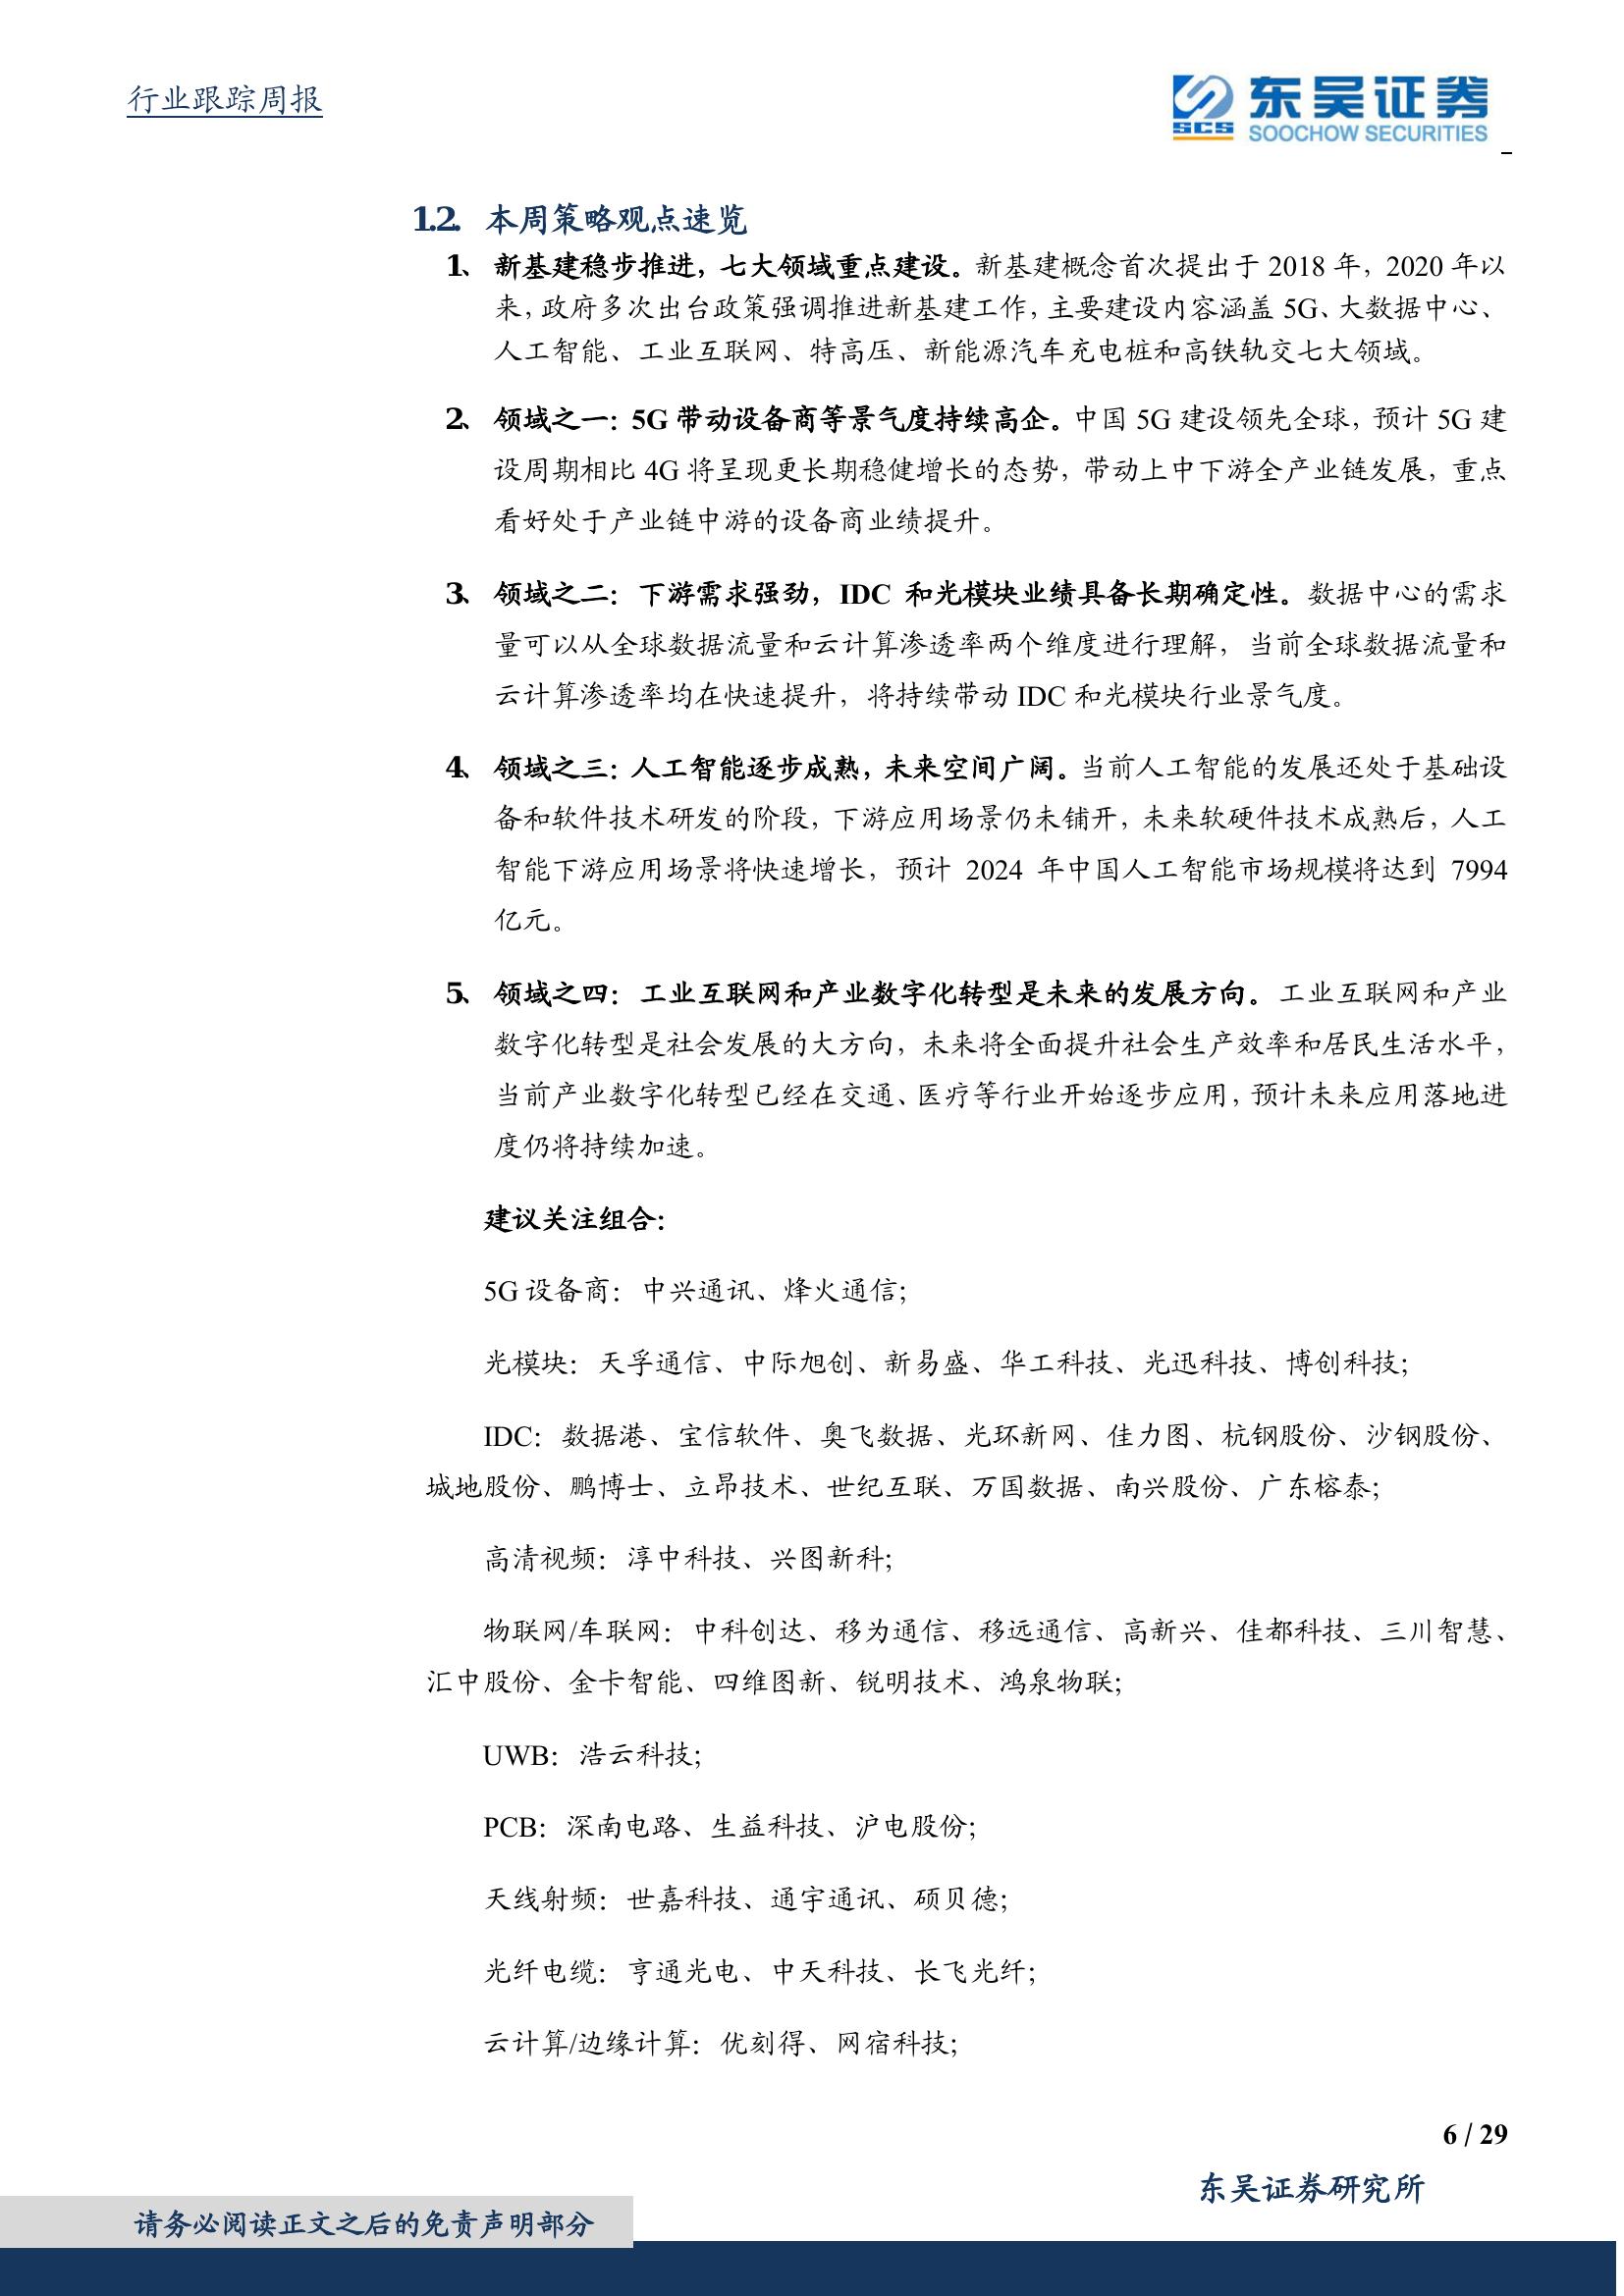 行业跟踪周报
东吴证券
SCS
SOOCHOW SECURITIES
1.2. 本周策略观点速览
1、 新基建稳步推进，七大领域重点建设。新基建概念首次提出于 2018 年，2020 年以
来，政府多次出台政策强调推进新基建工作，主要建设内容涵盖 5G、大数据中心、
人工智能、工业互联网、特高压、新能源汽车充电桩和高铁轨交七大领域。
2、 领域之一：5G 带动设备商等景气度持续高企。中国 5G 建设领先全球，预计 5G 建
设周期相比 4G 将呈现更长期稳健增长的态势，带动上中下游全产业链发展，重点
看好处于产业链中游的设备商业绩提升。
3、 领域之二：下游需求强劲，IDC 和光模块业绩具备长期确定性。数据中心的需求
量可以从全球数据流量和云计算渗透率两个维度进行理解，当前全球数据流量和
云计算渗透率均在快速提升，将持续带动 IDC 和光模块行业景气度。
4、 领域之三：人工智能逐步成熟，未来空间广阔。当前人工智能的发展还处于基础设
备和软件技术研发的阶段，下游应用场景仍未铺开，未来软硬件技术成熟后，人工
智能下游应用场景将快速增长，预计 2024 年中国人工智能市场规模将达到 7994
亿元。
5、 领域之四：工业互联网和产业数字化转型是未来的发展方向。工业互联网和产业
数字化转型是社会发展的大方向，未来将全面提升社会生产效率和居民生活水平，
当前产业数字化转型已经在交通、医疗等行业开始逐步应用，预计未来应用落地进
度仍将持续加速。
建议关注组合：
5G 设备商：中兴通讯、烽火通信；
光模块：天孚通信、中际旭创、新易盛、华工科技、光迅科技、博创科技；
IDC：数据港、宝信软件、奥飞数据、光环新网、佳力图、杭钢股份、沙钢股份、
城地股份、鹏博士、立昂技术、世纪互联、万国数据、南兴股份、广东榕泰；
高清视频：淳中科技、兴图新科；
物联网/车联网：中科创达、移为通信、移远通信、高新兴、佳都科技、三川智慧、
汇中股份、金卡智能、四维图新、锐明技术、鸿泉物联；
UWB：浩云科技；
PCB：深南电路、生益科技、沪电股份；
天线射频：世嘉科技、通宇通讯、硕贝德；
光纤电缆：亨通光电、中天科技、长飞光纤；
云计算/边缘计算：优刻得、网宿科技；
6 / 29
东吴证券研究所
请务必阅读正文之后的免责声明部分